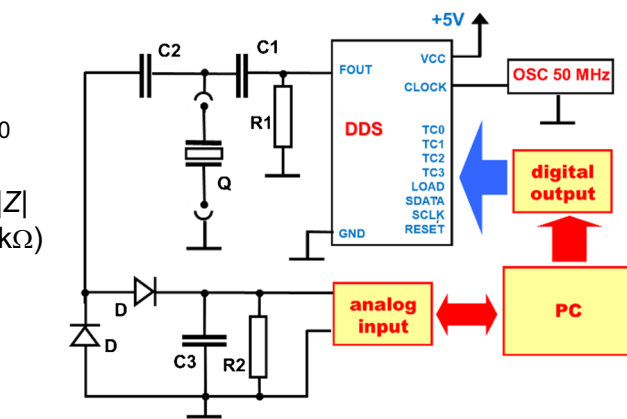 +5V
C2
C1
FOUT
VCC
OSC 50 MHz
CLOCK
0
R1
DDS
TC0
TC1
TC2
TC3
LOAD
SDATA
SCLK
RESET
digital
output
|Z|
kΩ)
Q
GND
D
analog
input
PC
D
C3
R2